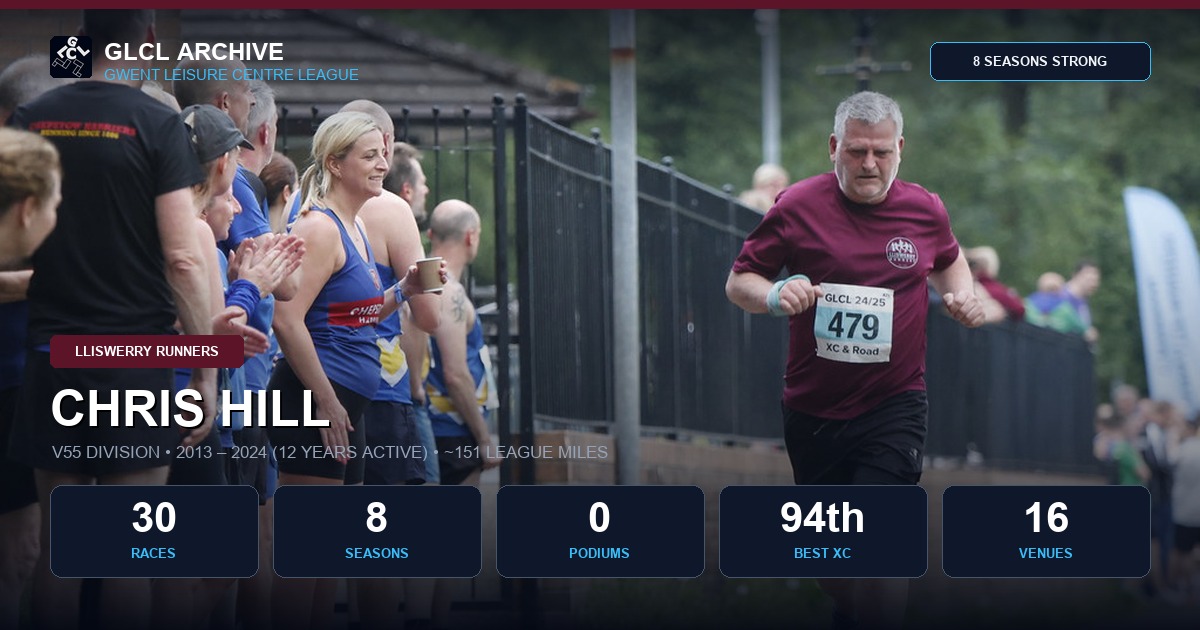 GLCL ARCHIVE
GWENT LEISURE CENTRE LEAGUE
8 SEASONS STRONG
CHEPSTOW HARRIERS
RUNNING SINCE 1886
GLCL 24/25
479
XC & Road
LLISWERRY RUNNERS
CHRIS HILL
V55 DIVISION • 2013 – 2024 (12 YEARS ACTIVE) • ~151 LEAGUE MILES
30
RACES
8
SEASONS
0
PODIUMS
94th
BEST XC
16
VENUES